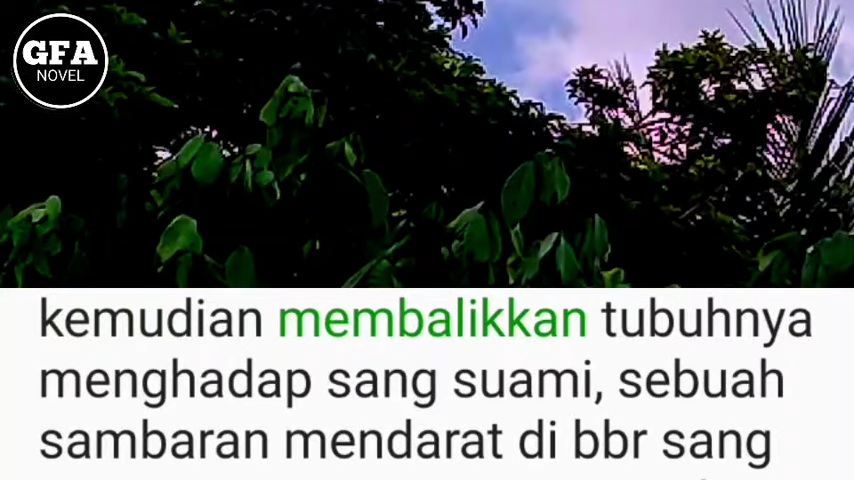 GFA
NOVEL
kemudian membalikkan tubuhnya
menghadap sang suami, sebuah
sambaran mendarat di bbr sang